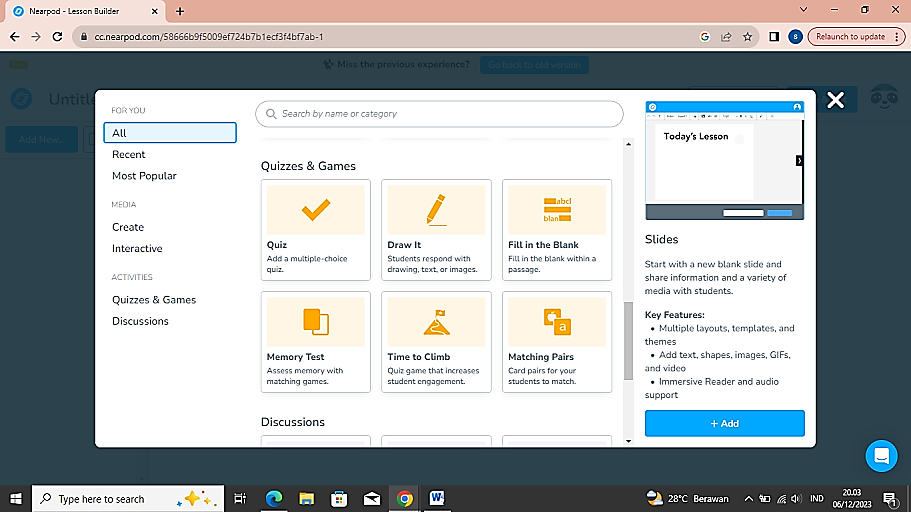 Nearpod - Lesson Builder
cc.nearpod.com/58666b9f5009ef724b7b1ecf3f4bf7ab-1
G
S
Relaunch to update
Miss the previous experience?
Go back to old version
Untitle
Add New...
FOR YOU
All
Recent
Most Popular
MEDIA
Create
Interactive
ACTIVITIES
Quizzes & Games
Discussions
Search by name or category
Quizzes & Games
Quiz
Add a multiple-choice
quiz.
Draw It
Students respond with
drawing, text, or images.
abcl
blan
Fill in the Blank
Fill in the blank within a
passage.
Memory Test
Assess memory with
matching games.
Time to Climb
Quiz game that increases
student engagement.
a
Matching Pairs
Card pairs for your
students to match.
Discussions
Today's Lesson
Slides
Start with a new blank slide and
share information and a variety of
media with students.
Key Features:
• Multiple layouts, templates, and
themes
• Add text, shapes, images, GIFs,
and video
• Immersive Reader and audio
support
+ Add
Type here to search
W
28°C Berawan
IND
20.03
06/12/2023
1